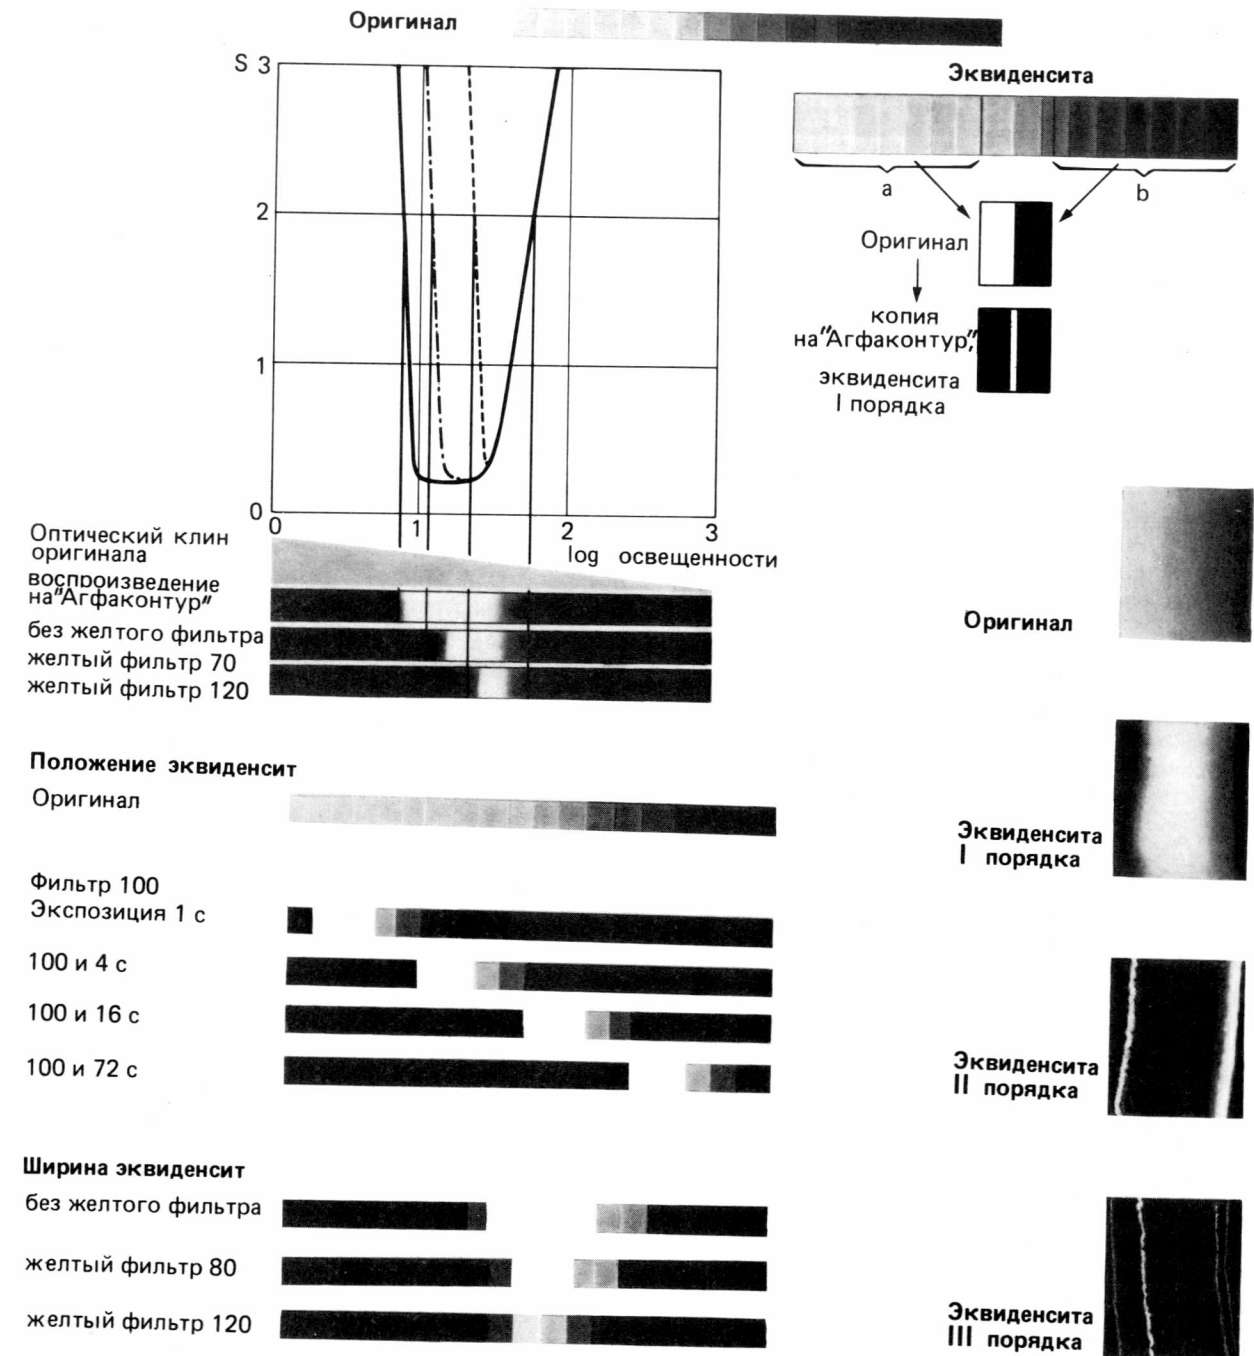 Оригинал
S 3
2
1
0
0 1 2 3
log освещенности
Оптический клин
оригинала
воспроизведение
на"Агфаконтур"
без желтого фильтра
желтый фильтр 70
желтый фильтр 120
Эквиденсита
a b
Оригинал
копия
на"Агфаконтур",
эквиденсита
I порядка
Положение эквиденсит
Оригинал
Фильтр 100
Экспозиция 1 с
100 и 4 с
100 и 16 с
100 и 72 с
Ширина эквиденсит
без желтого фильтра
желтый фильтр 80
желтый фильтр 120
Оригинал
Эквиденсита
I порядка
Эквиденсита
II порядка
Эквиденсита
III порядка